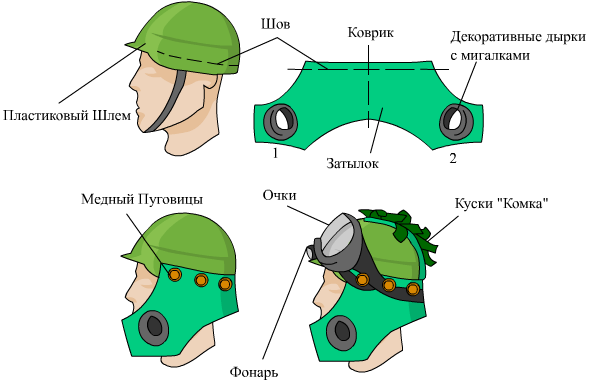 Шов
Коврик
Декоративные дырки
с мигалками
Пластиковый Шлем
1
Затылок
2
Медный Пуговицы
Очки
Куски "Комка"
Фонарь